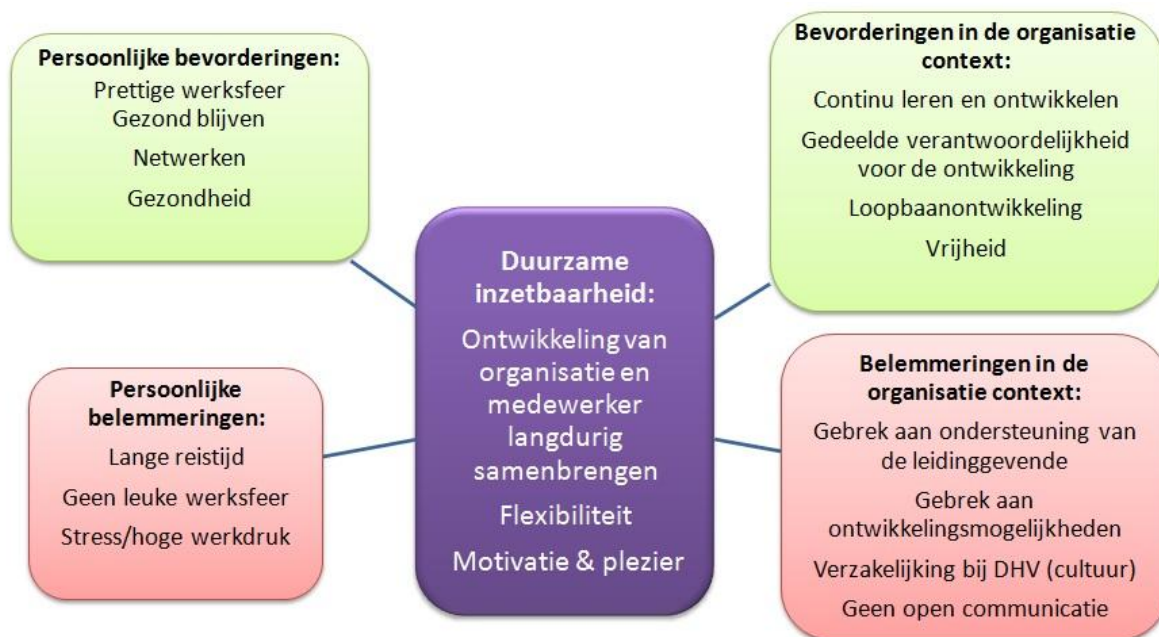 Persoonlijke bevorderingen:
Prettige werksfeer
Gezond blijven
Netwerken
Gezondheid
Bevorderingen in de organisatie
context:
Continu leren en ontwikkelen
Gedeelde verantwoordelijkheid
voor de ontwikkeling
Loopbaanontwikkeling
Vrijheid
Duurzame
inzetbaarheid:
Ontwikkeling van
organisatie en
medewerker
langdurig
samenbrengen
Flexibiliteit
Motivatie & plezier
Persoonlijke
belemmeringen:
Lange reistijd
Geen leuke werksfeer
Stress/hoge werkdruk
Belemmeringen in de
organisatie context:
Gebrek aan ondersteuning van
de leidinggevende
Gebrek aan
ontwikkelingsmogelijkheden
Verzakelijking bij DHV (cultuur)
Geen open communicatie